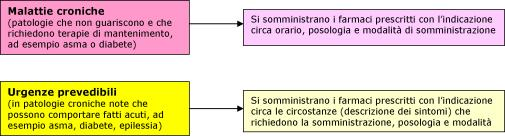 Malattie croniche
(patologie che non guariscono e che
richiedono terapie di mantenimento,
ad esempio asma o diabete)
Si somministrano i farmaci prescritti con l'indicazione
circa orario, posologia e modalità di somministrazione
Urgenze prevedibili
(in patologie croniche note che
possono comportare fatti acuti, ad
esempio asma, diabete, epilessia)
Si somministrano i farmaci prescritti con l'indicazione
circa le circostanze (descrizione dei sintomi) che
richiedono la somministrazione, posologia e modalità